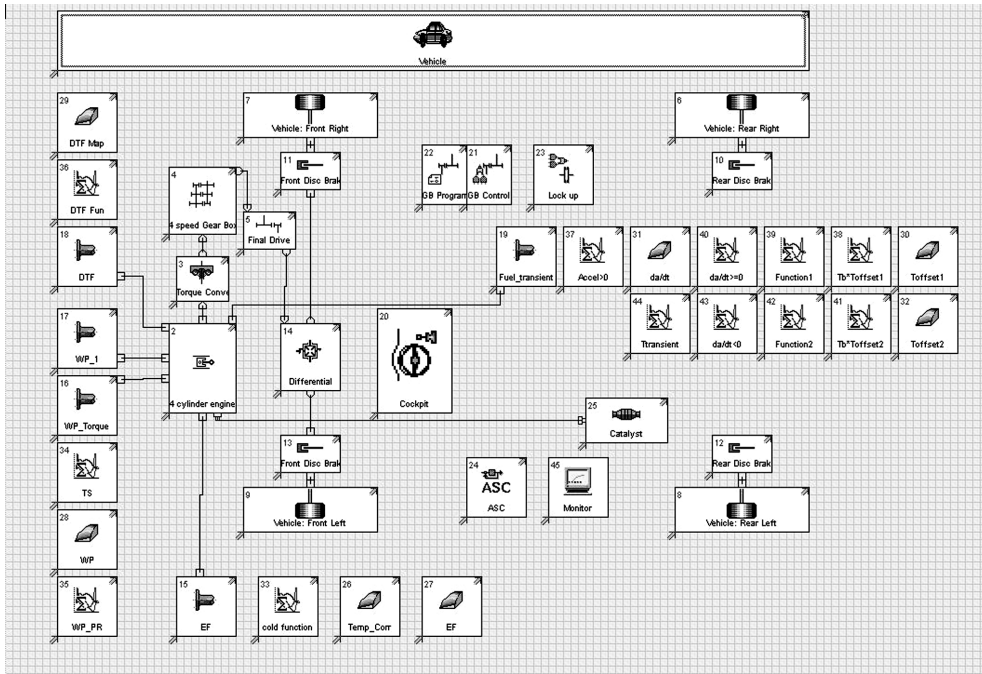 Vehicle
29
DTF Map
7
Vehicle: Front Right
6
Vehicle: Rear Right
36
DTF Fun
4
4 speed Gear Bo
11
Front Disc Brak
22
GB Progran
21
GB Control
23
Lock up
10
Rear Disc Brak
5
Final Drive
18
DTF
3
Torque Conve
19
Fuel_transient
37
Accel>0
31
da/dt
40
da/dt>=0
39
Function1
38
Tb*Toffset1
30
Toffset1
17
WP_1
2
4 cylinder engine
14
Differential
20
Cockpit
44
Ttransient
43
da/dt<0
42
Function2
41
Tb*Toffset2
32
Toffset2
16
WP_Torque
25
Catalyst
34
TS
13
Front Disc Brak
24
ASC
ASC
45
Monitor
12
Rear Disc Brak
9
Vehicle: Front Left
8
Vehicle: Rear Left
28
WP
35
WP_PR
15
EF
33
cold function
26
Temp_Corr
27
EF